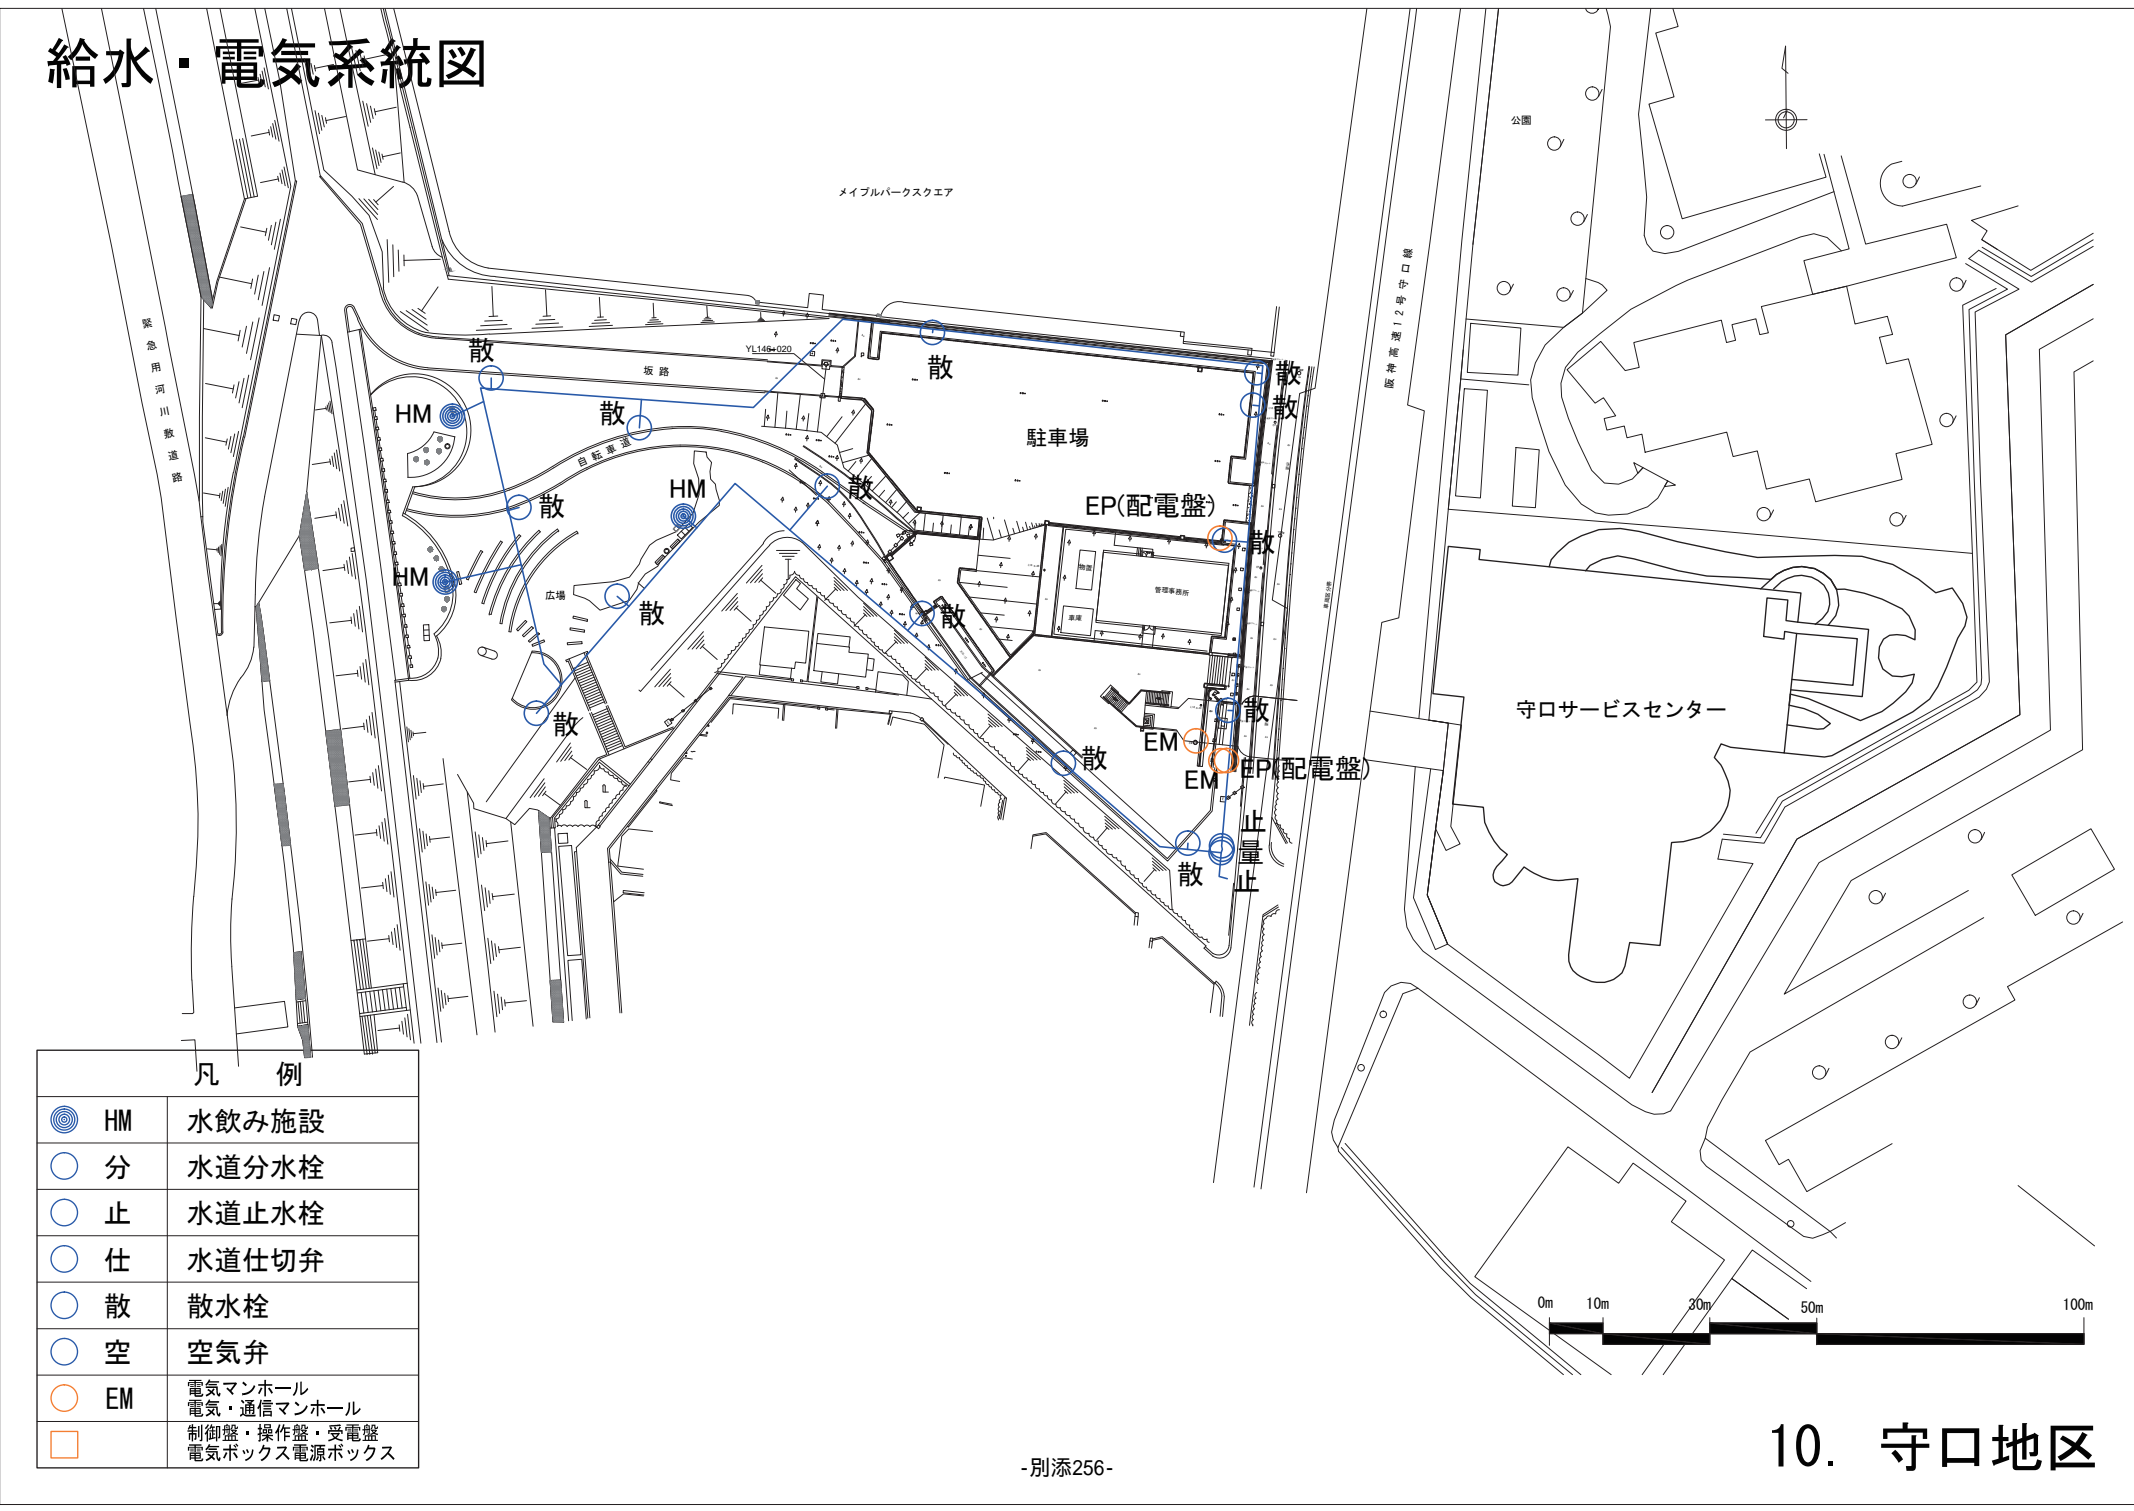 給水・電気系統図
公園
メイプルパークスクエア
阪神高速12号守口線
緊急用河川敷道路
YL146+020
坂路
散
散
散
散
散
HM
散
自転車道
駐車場
HM
散
散
EP(配電盤)
散
HM
広場
散
散
物置
管理事務所
車庫
散
散
散
EM
EM
EP(配電盤)
守口サービスセンター
止
量
止
散
凡 例
HM 水飲み施設
分 水道分水栓
止 水道止水栓
仕 水道仕切弁
散 散水栓
空 空気弁
EM 電気マンホール
電気・通信マンホール
制御盤・操作盤・受電盤
電気ボックス電源ボックス
0m 10m 30m 50m 100m
10. 守口地区
-別添256-